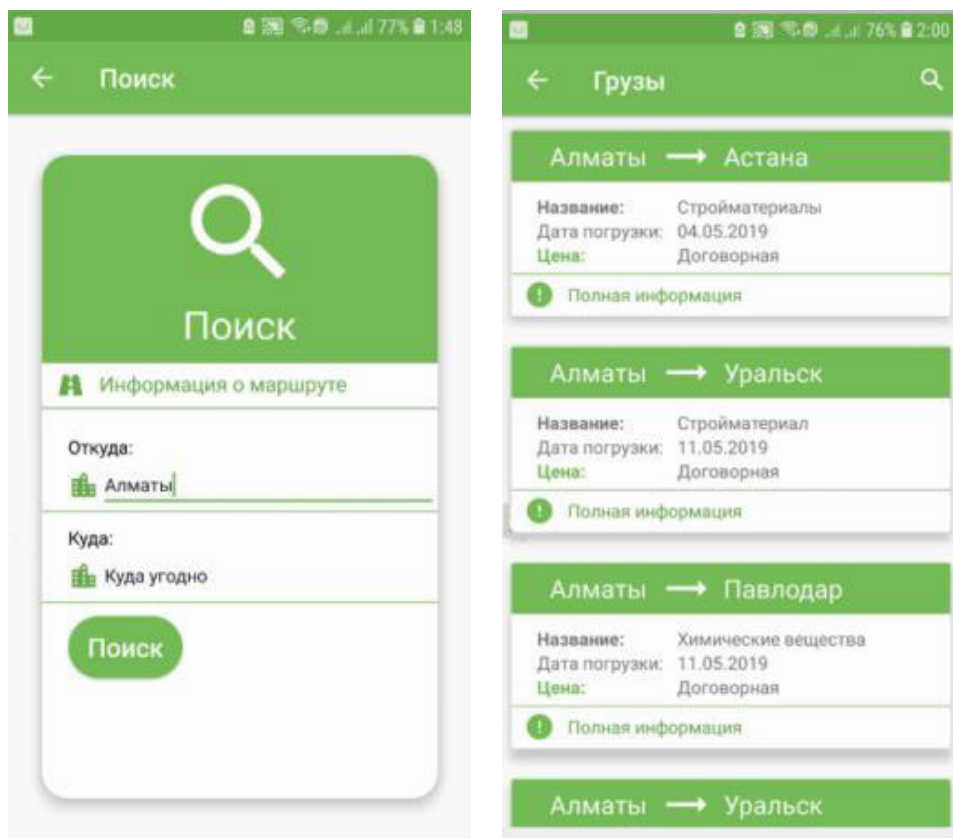 77% 1:48
Поиск
Поиск
Информация о маршруте
Откуда:
Алматы
Куда:
Куда угодно
Поиск
76% 2:00
Грузы
Алматы → Астана
Название: Стройматериалы
Дата погрузки: 04.05.2019
Цена: Договорная
Полная информация
Алматы → Уральск
Название: Стройматериал
Дата погрузки: 11.05.2019
Цена: Договорная
Полная информация
Алматы → Павлодар
Название: Химические вещества
Дата погрузки: 11.05.2019
Цена: Договорная
Полная информация
Алматы → Уральск